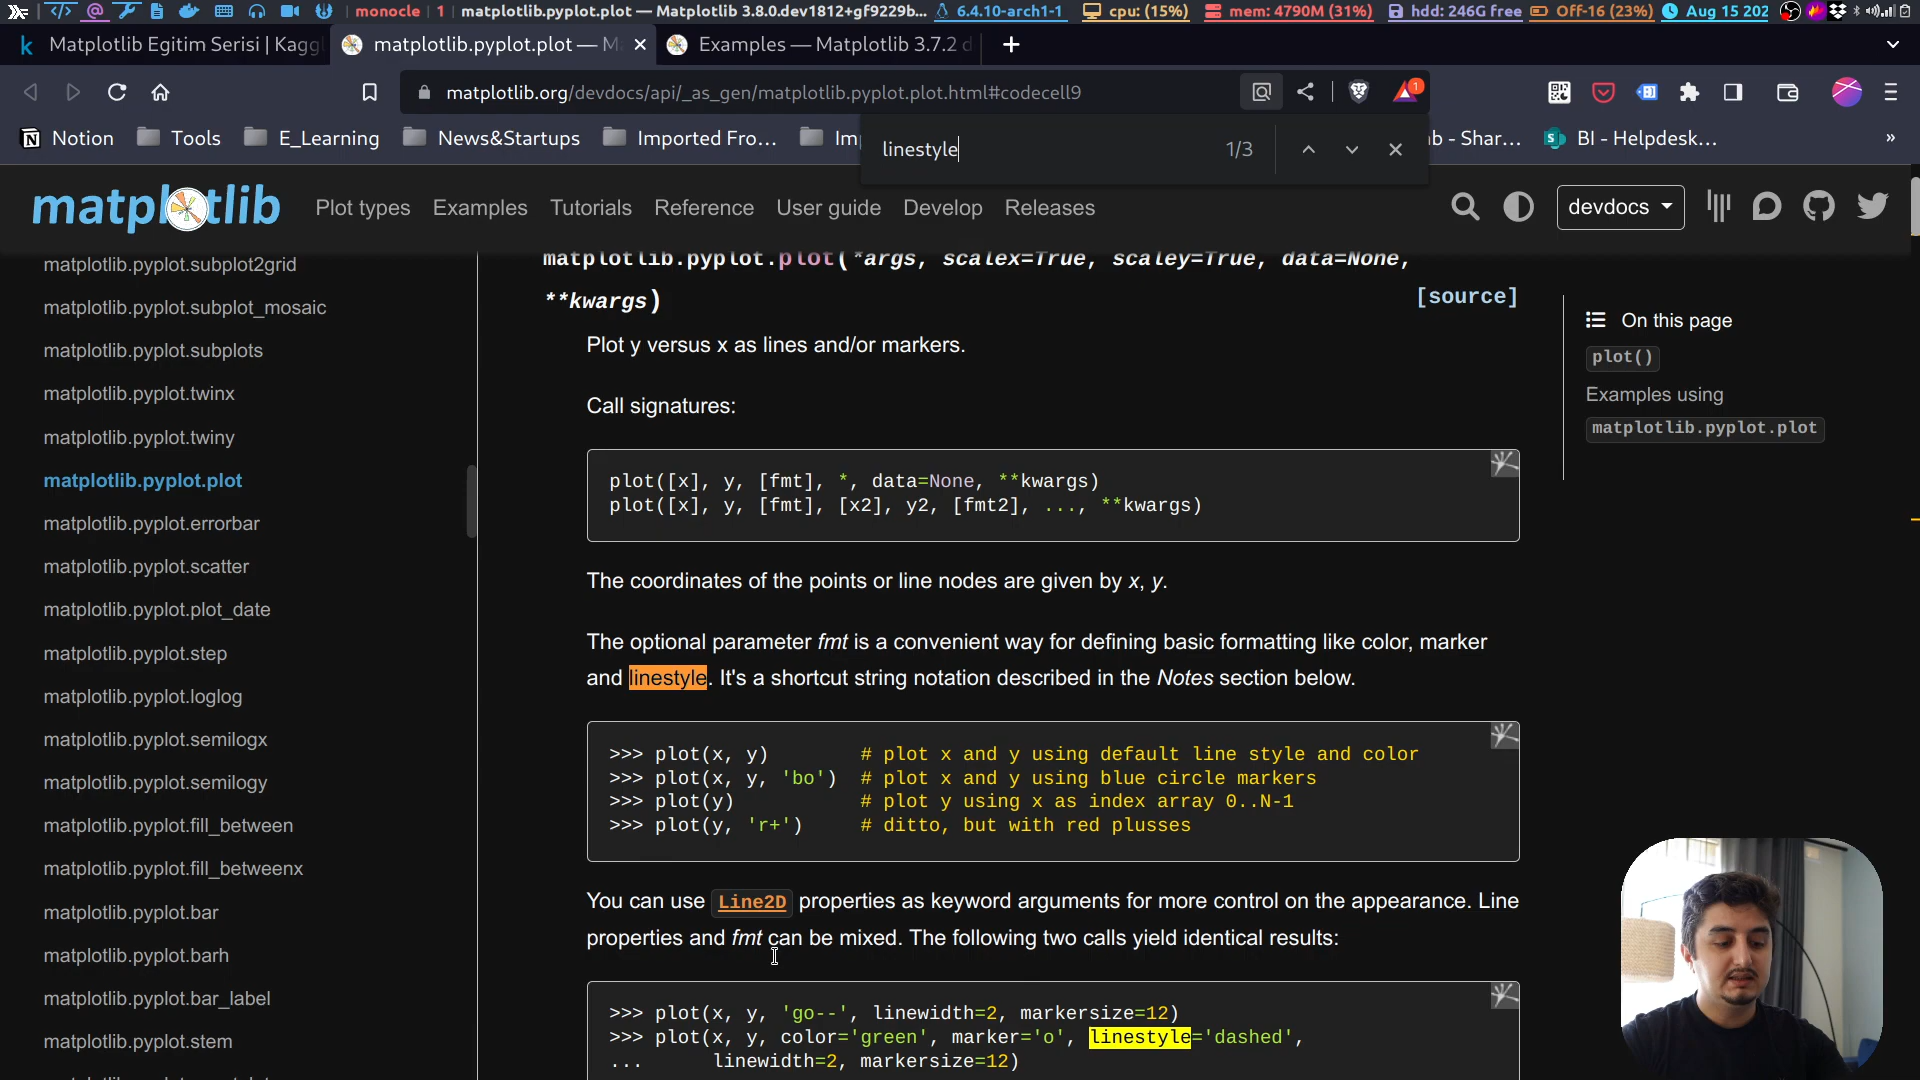 monocle | 1 | matplotlib.pyplot.plot — Matplotlib 3.8.0.dev1812+gf9229b... 6.4.10-arch1-1 cpu: (15%) mem: 4790M (31%) hdd: 246G free Off-16 (23%) Aug 15 202
Matplotlib Egitim Serisi | Kaggl
matplotlib.pyplot.plot — M
Examples — Matplotlib 3.7.2 d
matplotlib.org/devdocs/api/_as_gen/matplotlib.pyplot.plot.html#codecell9
1
Notion Tools E_Learning News&Startups Imported Fro... Im b - Shar... BI - Helpdesk... »
linestyle 1/3
matplotlib Plot types Examples Tutorials Reference User guide Develop Releases devdocs
matplotlib.pyplot.subplot2grid
matplotlib.pyplot.subplot_mosaic
matplotlib.pyplot.subplots
matplotlib.pyplot.twinx
matplotlib.pyplot.twiny
matplotlib.pyplot.plot
matplotlib.pyplot.errorbar
matplotlib.pyplot.scatter
matplotlib.pyplot.plot_date
matplotlib.pyplot.step
matplotlib.pyplot.loglog
matplotlib.pyplot.semilogx
matplotlib.pyplot.semilogy
matplotlib.pyplot.fill_between
matplotlib.pyplot.fill_betweenx
matplotlib.pyplot.bar
matplotlib.pyplot.barh
matplotlib.pyplot.bar_label
matplotlib.pyplot.stem
matplotlib.pyplot.plot(*args, scalex=True, scaley=True, data=None,
**kwargs) [source]
Plot y versus x as lines and/or markers.
Call signatures:
plot([x], y, [fmt], *, data=None, **kwargs)
plot([x], y, [fmt], [x2], y2, [fmt2], ..., **kwargs)
The coordinates of the points or line nodes are given by x, y.
The optional parameter fmt is a convenient way for defining basic formatting like color, marker
and linestyle. It's a shortcut string notation described in the Notes section below.
>>> plot(x, y)        # plot x and y using default line style and color
>>> plot(x, y, 'bo')  # plot x and y using blue circle markers
>>> plot(y)           # plot y using x as index array 0..N-1
>>> plot(y, 'r+')     # ditto, but with red plusses
You can use Line2D properties as keyword arguments for more control on the appearance. Line
properties and fmt can be mixed. The following two calls yield identical results:
>>> plot(x, y, 'go--', linewidth=2, markersize=12)
>>> plot(x, y, color='green', marker='o', linestyle='dashed',
...      linewidth=2, markersize=12)
On this page
plot()
Examples using
matplotlib.pyplot.plot